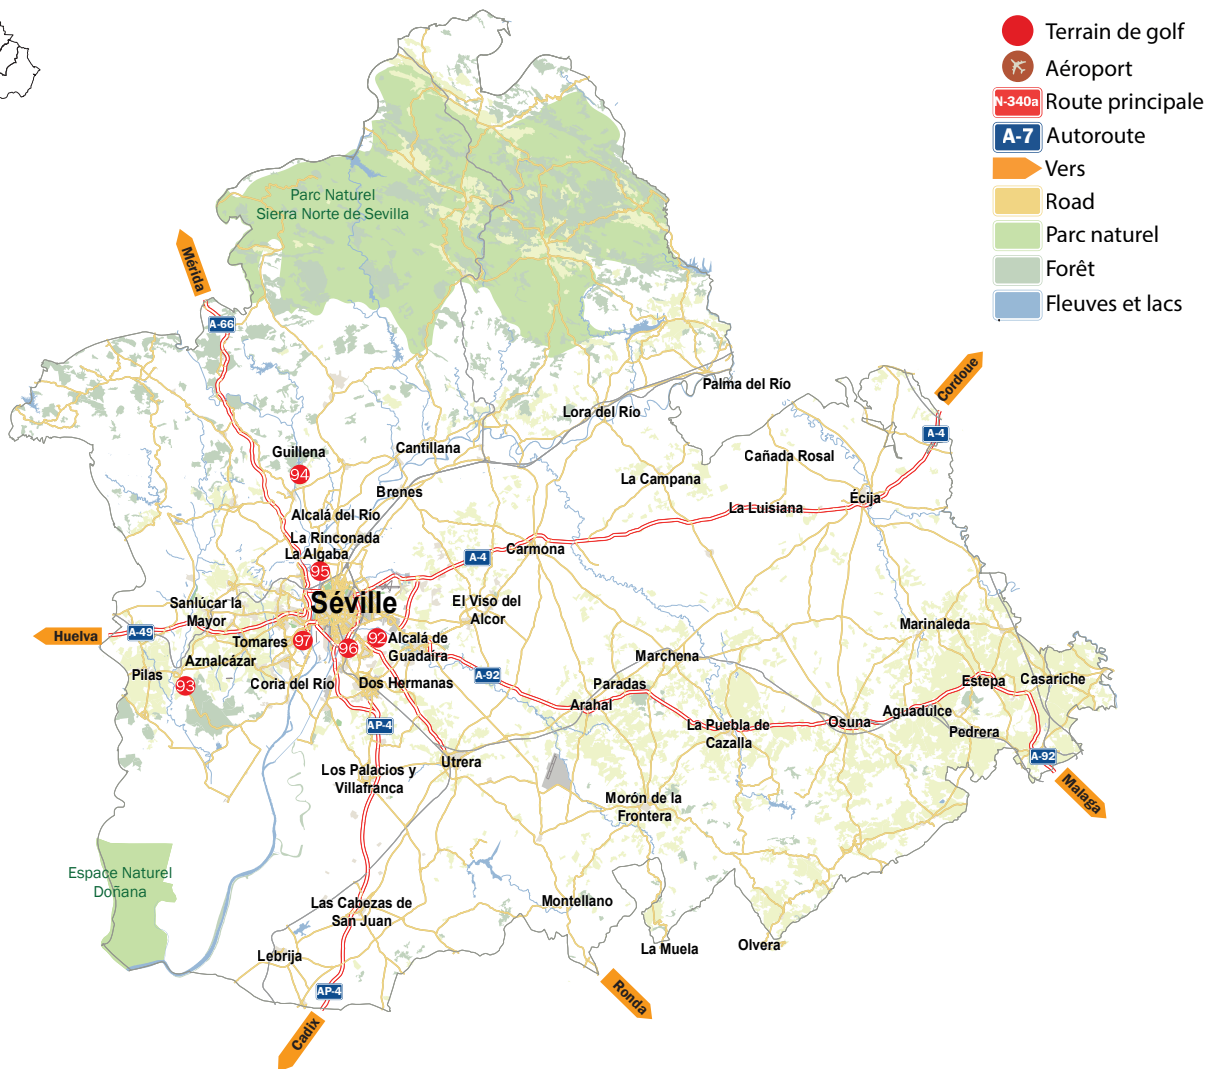 Terrain de golf
Aéroport
N-340a
Route principale
A-7
Autoroute
Vers
Road
Parc naturel
Forêt
Fleuves et lacs
Parc Naturel
Sierra Norte de Sevilla
Mérida
A-66
Cordoue
A-4
Palma del Río
Lora del Río
Guillena
94
Cantillana
Cañada Rosal
La Campana
Brenes
Écija
La Luisiana
Alcalá del Río
La Rinconada
La Algaba
95
Carmona
A-4
Séville
Sanlúcar la
Mayor
El Viso del
Alcor
Huelva
A-49
Tomares
97
96
92
Alcalá de
Guadaíra
Marinaleda
Aznalcázar
Pilas
93
Coria del Río
Dos Hermanas
A-92
Marchena
Paradas
Arahal
Estepa
Casariche
AP-4
La Puebla de
Cazalla
Osuna
Aguadulce
Pedrera
A-92
Malaga
Utrera
Los Palacios y
Villafranca
Morón de la
Frontera
Espace Naturel
Doñana
Las Cabezas de
San Juan
Montellano
La Muela
Olvera
Lebrija
AP-4
Ronda
Cadix